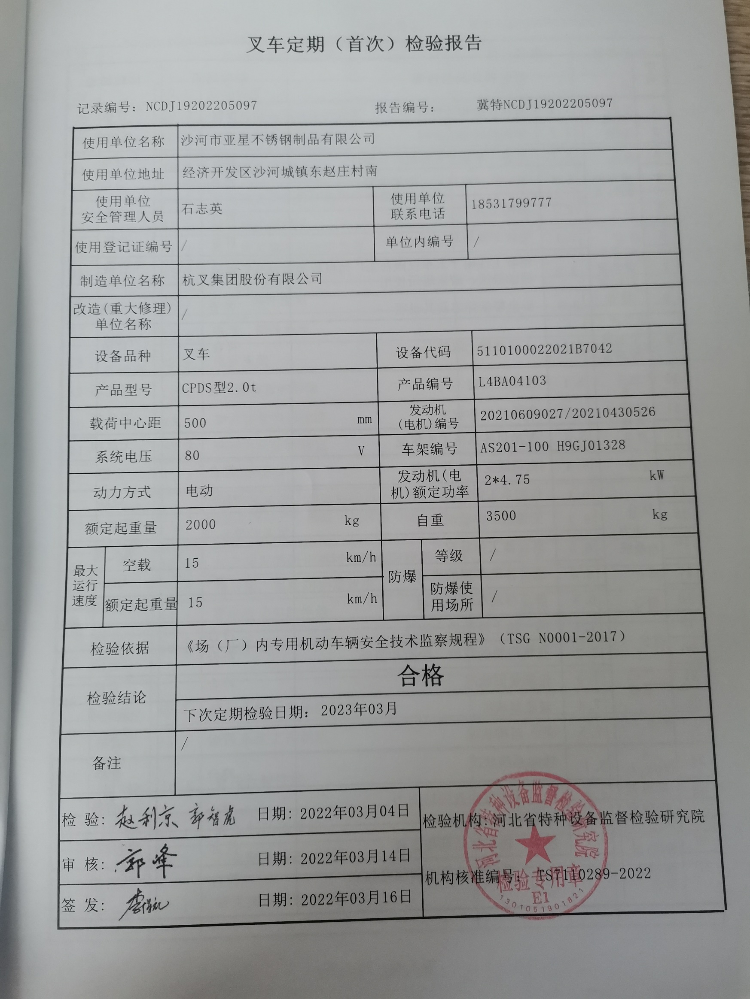 叉车定期（首次）检验报告
记录编号：NCDJ19202205097 报告编号： 冀特NCDJ19202205097
使用单位名称 沙河市亚星不锈钢制品有限公司
使用单位地址 经济开发区沙河城镇东赵庄村南
使用单位
安全管理人员
石志英
使用单位
联系电话
18531799777
使用登记证编号 / 单位内编号 /
制造单位名称 杭叉集团股份有限公司
改造(重大修理)
单位名称
/
设备品种 叉车 设备代码 5110100022021B7042
产品型号 CPDS型2.0t 产品编号 L4BA04103
载荷中心距 500 mm
发动机
(电机)编号
20210609027/20210430526
系统电压 80 V 车架编号 AS201-100 H9GJ01328
动力方式 电动
发动机(电
机)额定功率
2*4.75 kW
额定起重量 2000 kg 自重 3500 kg
最大
运行
速度
空载 15 km/h
额定起重量 15 km/h
防爆
等级 /
防爆使
用场所
/
检验依据 《场（厂）内专用机动车辆安全技术监察规程》（TSG N0001-2017）
检验结论
合格
下次定期检验日期：2023年03月
备注 /
检 验: 赵利京 郭智虎 日期: 2022年03月04日
审 核: 郭峰 日期: 2022年03月14日
签 发: 日期: 2022年03月16日
检验机构:河北省特种设备监督检验研究院
机构核准编号: TS7110289-2022
河北省特种设备监督检验研究院
检验专用章
E1
1301051901821